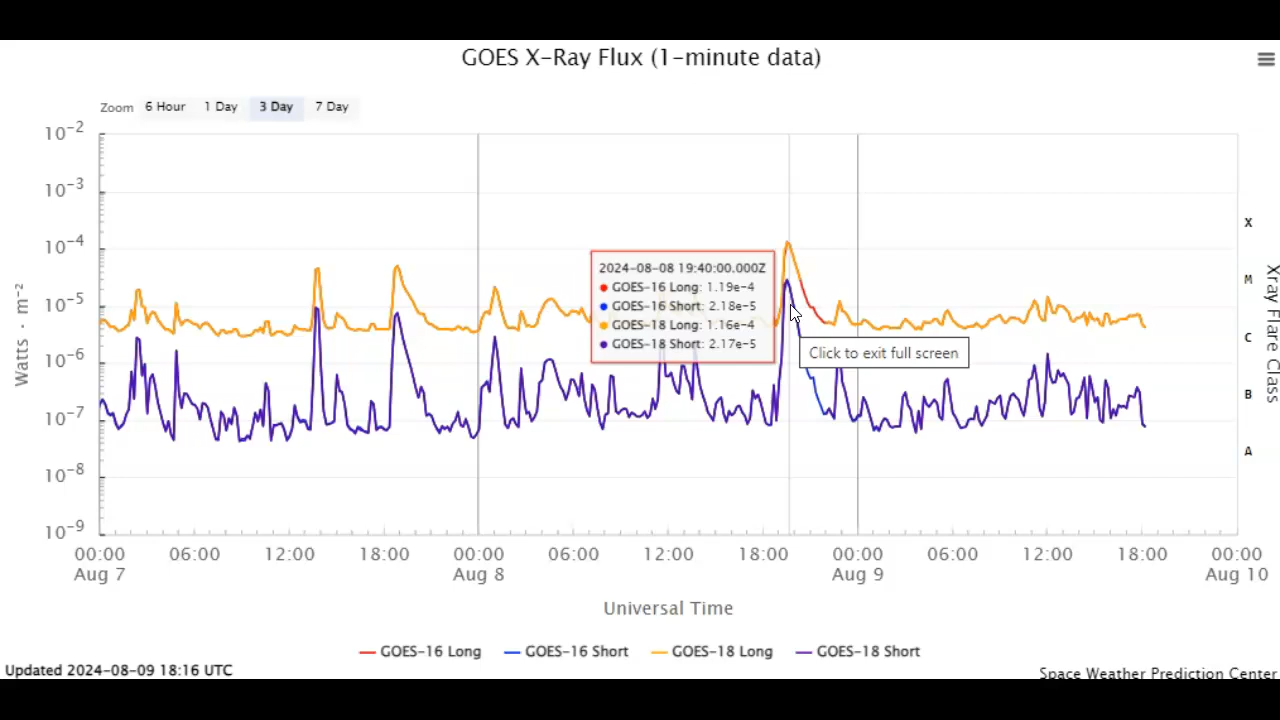 GOES X-Ray Flux (1-minute data)
Zoom 6 Hour 1 Day 3 Day 7 Day
10⁻²
10⁻³
10⁻⁴
10⁻⁵
10⁻⁶
10⁻⁷
10⁻⁸
10⁻⁹
Watts · m⁻²
X
M
C
B
A
Xray Flare Class
2024-08-08 19:40:00.000Z
GOES-16 Long: 1.19e-4
GOES-16 Short: 2.18e-5
GOES-18 Long: 1.16e-4
GOES-18 Short: 2.17e-5
Click to exit full screen
00:00 06:00 12:00 18:00 00:00 06:00 12:00 18:00 00:00 06:00 12:00 18:00 00:00
Aug 7 Aug 8 Aug 9 Aug 10
Universal Time
GOES-16 Long GOES-16 Short GOES-18 Long GOES-18 Short
Updated 2024-08-09 18:16 UTC
Space Weather Prediction Center